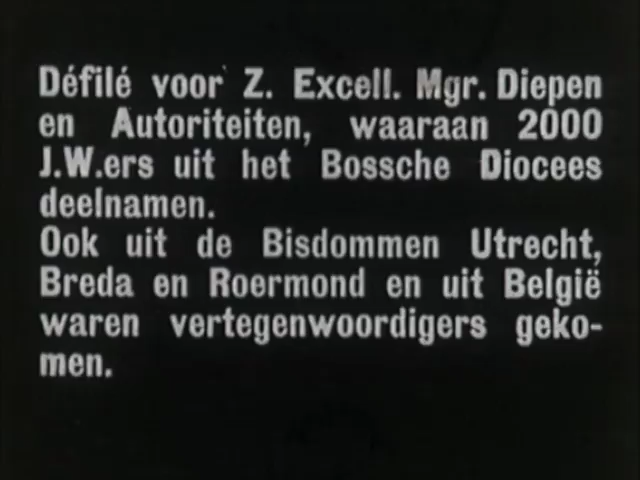 Défilé voor Z. Excell. Mgr. Diepen
en Autoriteiten, waaraan 2000
J.W.ers uit het Bossche Diocees
deelnamen.
Ook uit de Bisdommen Utrecht,
Breda en Roermond en uit België
waren vertegenwoordigers geko-
men.